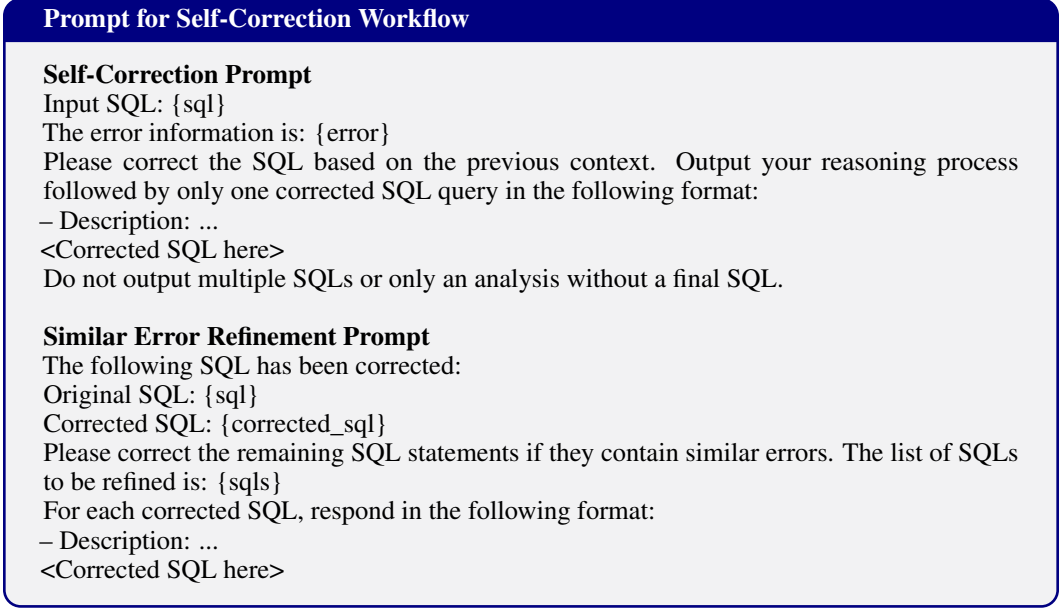 Prompt for Self-Correction Workflow
Self-Correction Prompt
Input SQL: {sql}
The error information is: {error}
Please correct the SQL based on the previous context. Output your reasoning process
followed by only one corrected SQL query in the following format:
– Description: ...
<Corrected SQL here>
Do not output multiple SQLs or only an analysis without a final SQL.
Similar Error Refinement Prompt
The following SQL has been corrected:
Original SQL: {sql}
Corrected SQL: {corrected_sql}
Please correct the remaining SQL statements if they contain similar errors. The list of SQLs
to be refined is: {sqls}
For each corrected SQL, respond in the following format:
– Description: ...
<Corrected SQL here>